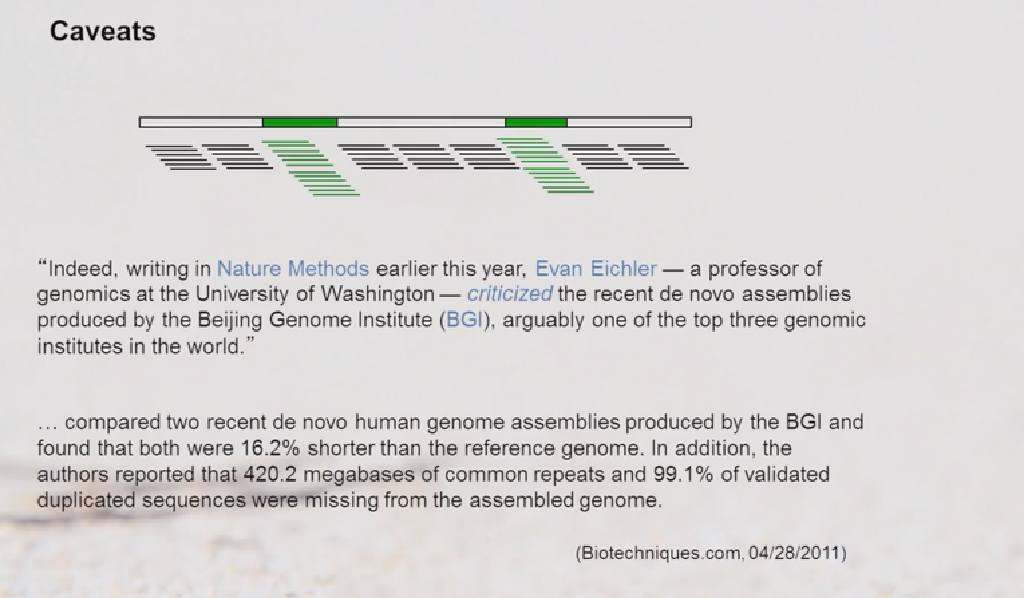 Caveats
“Indeed, writing in Nature Methods earlier this year, Evan Eichler — a professor of
genomics at the University of Washington — criticized the recent de novo assemblies
produced by the Beijing Genome Institute (BGI), arguably one of the top three genomic
institutes in the world.”
… compared two recent de novo human genome assemblies produced by the BGI and
found that both were 16.2% shorter than the reference genome. In addition, the
authors reported that 420.2 megabases of common repeats and 99.1% of validated
duplicated sequences were missing from the assembled genome.
(Biotechniques.com, 04/28/2011)